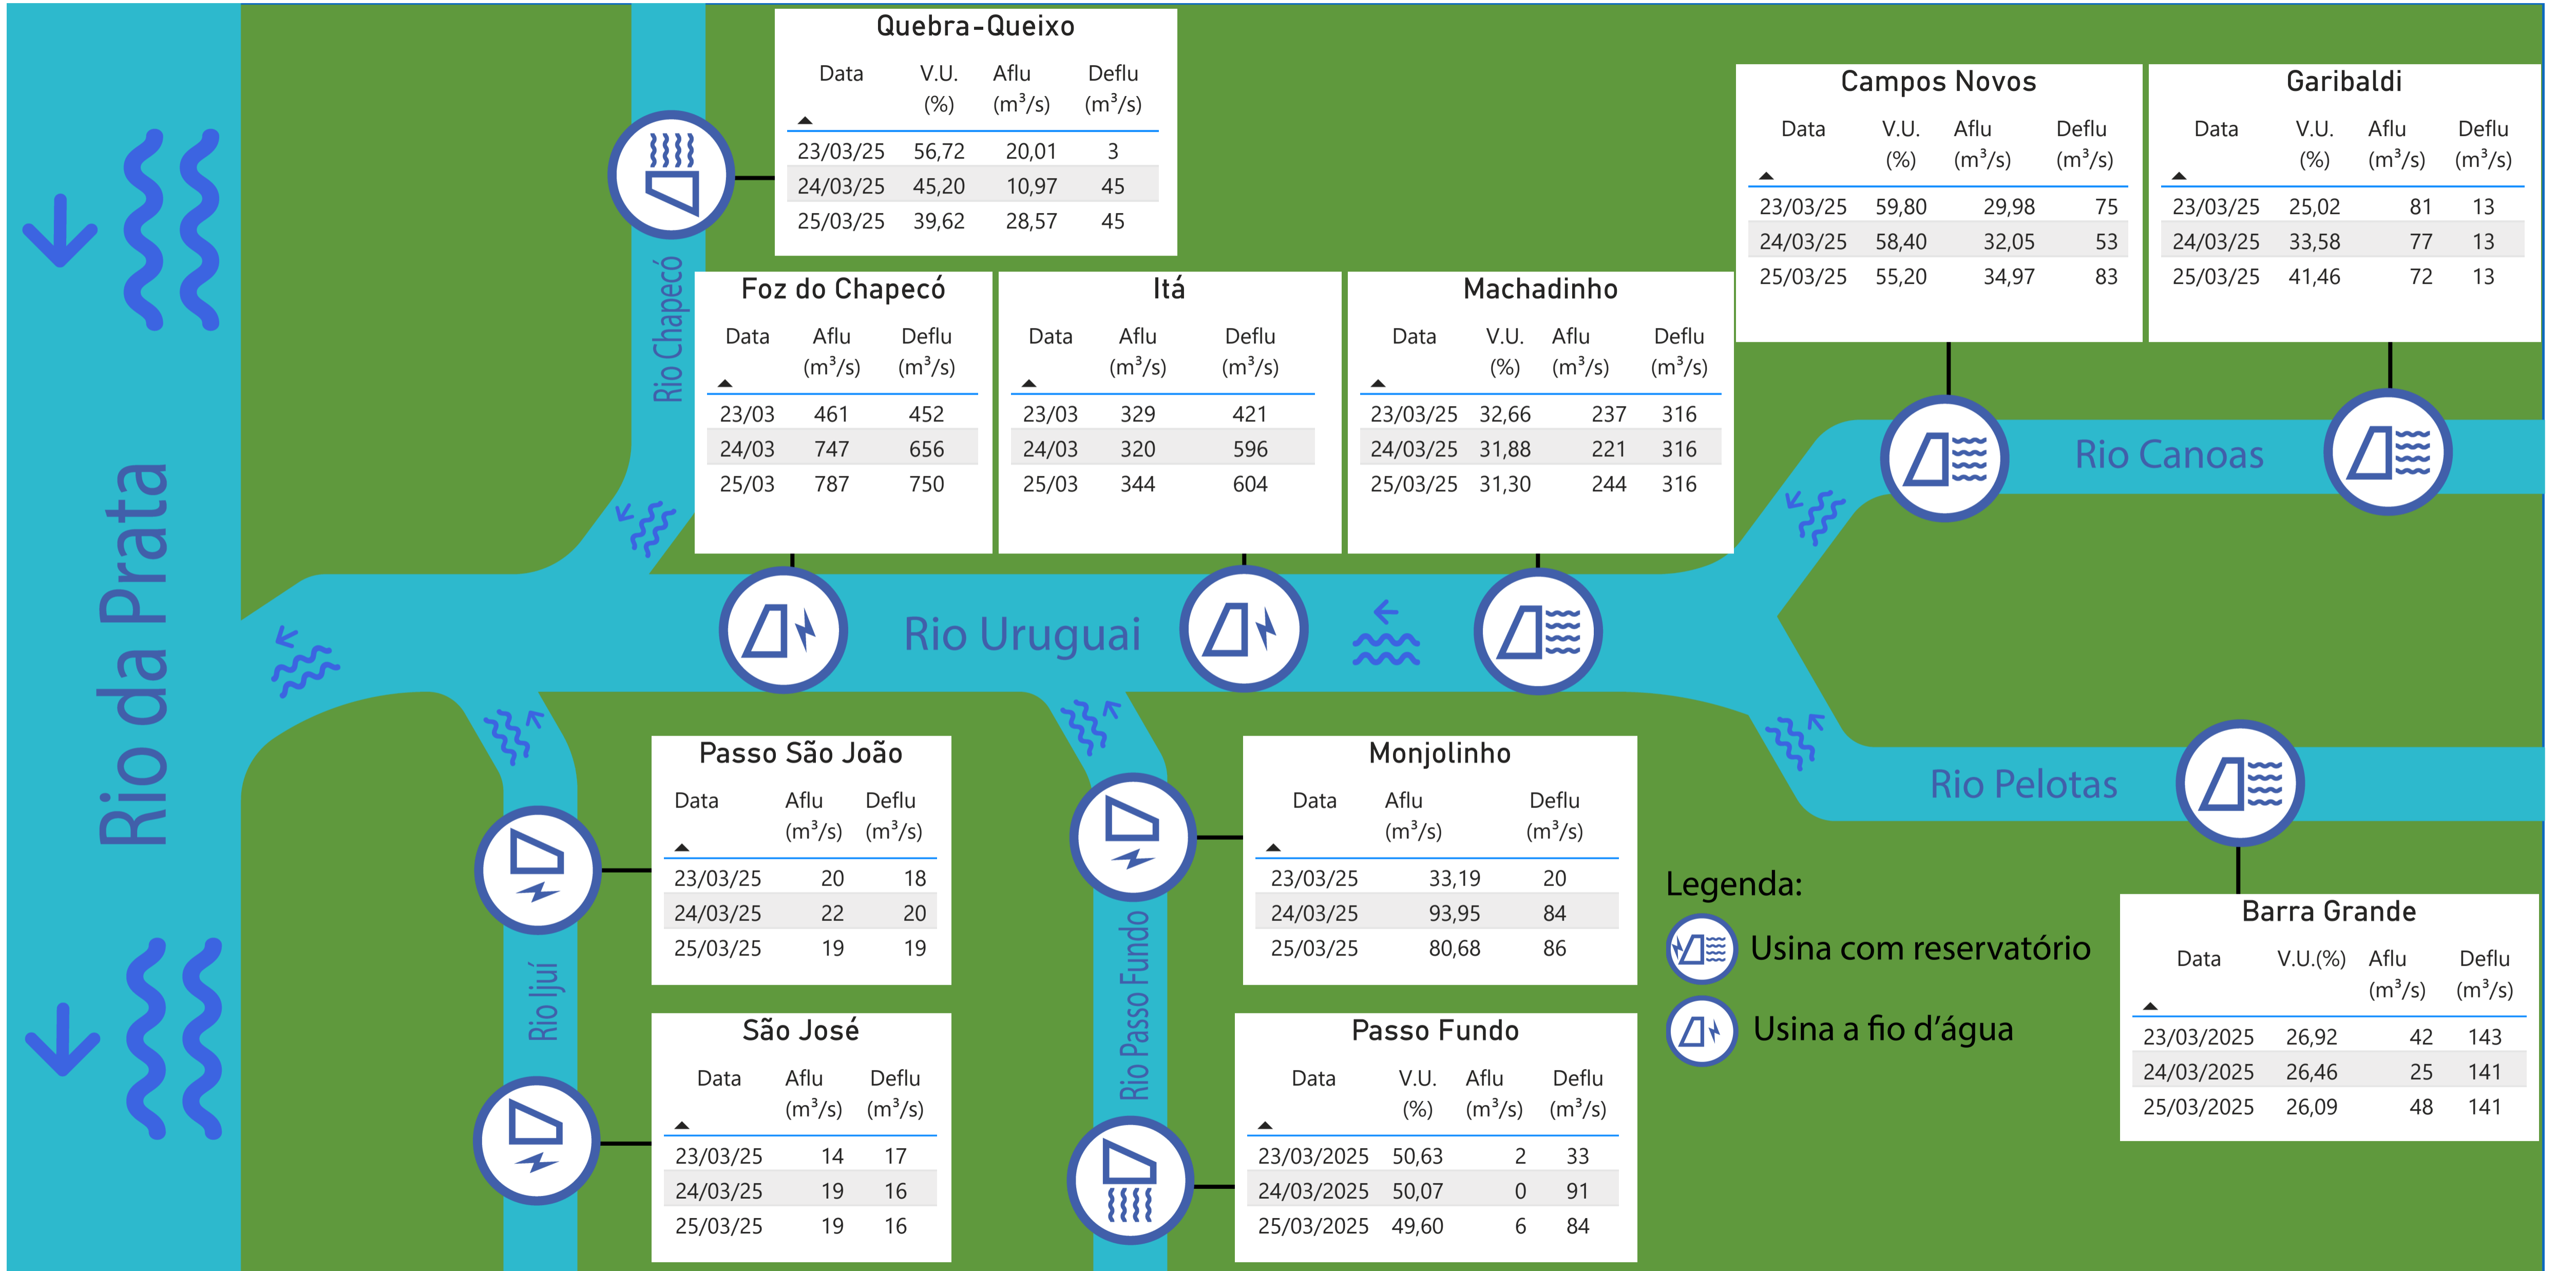 Quebra-Queixo
Data V.U. Aflu Deflu
(%) (m³/s) (m³/s)
23/03/25 56,72 20,01 3
24/03/25 45,20 10,97 45
25/03/25 39,62 28,57 45
Campos Novos
Data V.U. Aflu Deflu
(%) (m³/s) (m³/s)
23/03/25 59,80 29,98 75
24/03/25 58,40 32,05 53
25/03/25 55,20 34,97 83
Garibaldi
Data V.U. Aflu Deflu
(%) (m³/s) (m³/s)
23/03/25 25,02 81 13
24/03/25 33,58 77 13
25/03/25 41,46 72 13
Rio Chapecó
Foz do Chapecó
Data Aflu Deflu
(m³/s) (m³/s)
23/03 461 452
24/03 747 656
25/03 787 750
Itá
Data Aflu Deflu
(m³/s) (m³/s)
23/03 329 421
24/03 320 596
25/03 344 604
Machadinho
Data V.U. Aflu Deflu
(%) (m³/s) (m³/s)
23/03/25 32,66 237 316
24/03/25 31,88 221 316
25/03/25 31,30 244 316
Rio Canoas
Rio da Prata
Rio Uruguai
Rio Pelotas
Passo São João
Data Aflu Deflu
(m³/s) (m³/s)
23/03/25 20 18
24/03/25 22 20
25/03/25 19 19
Monjolinho
Data Aflu Deflu
(m³/s) (m³/s)
23/03/25 33,19 20
24/03/25 93,95 84
25/03/25 80,68 86
Legenda:
Usina com reservatório
Usina a fio d’água
Barra Grande
Data V.U.(%) Aflu Deflu
(m³/s) (m³/s)
23/03/2025 26,92 42 143
24/03/2025 26,46 25 141
25/03/2025 26,09 48 141
Rio Ijuí
Rio Passo Fundo
São José
Data Aflu Deflu
(m³/s) (m³/s)
23/03/25 14 17
24/03/25 19 16
25/03/25 19 16
Passo Fundo
Data V.U. Aflu Deflu
(%) (m³/s) (m³/s)
23/03/2025 50,63 2 33
24/03/2025 50,07 0 91
25/03/2025 49,60 6 84